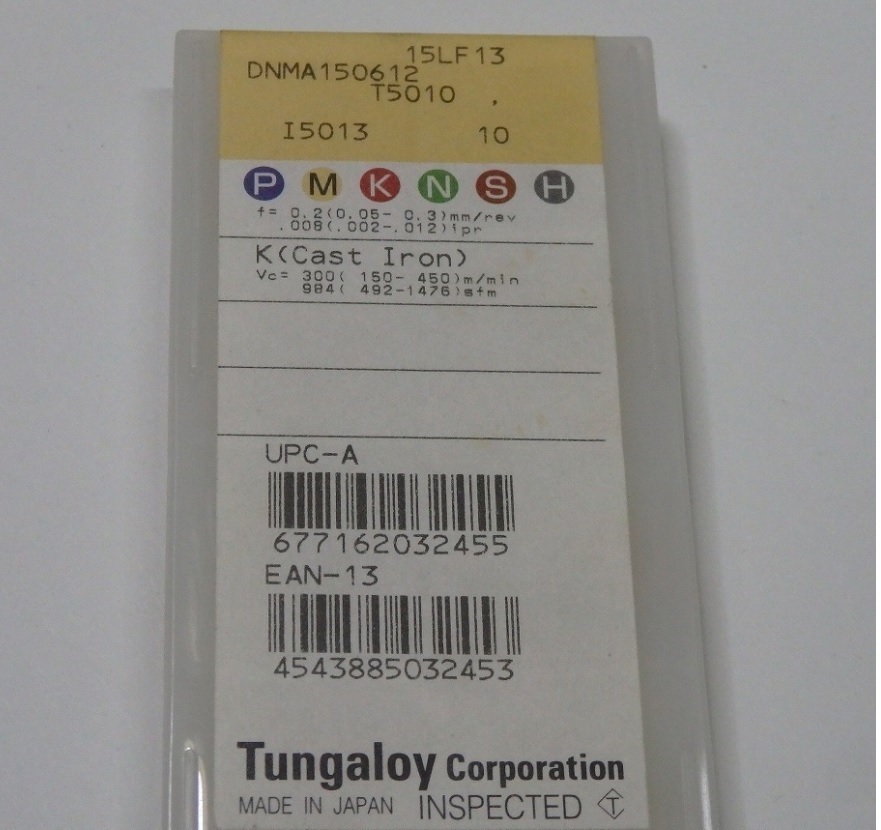 15LF13
DNMA150612
T5010 .
I5013 10
P M K N S H
f= 0.2(0.05- 0.3)mm/rev
.008(.002-.012)ipr
K(Cast Iron)
Vc= 300( 150- 450)m/min
984( 492-1476)sfm
UPC-A
677162032455
EAN-13
4543885032453
Tungaloy Corporation
MADE IN JAPAN INSPECTED T